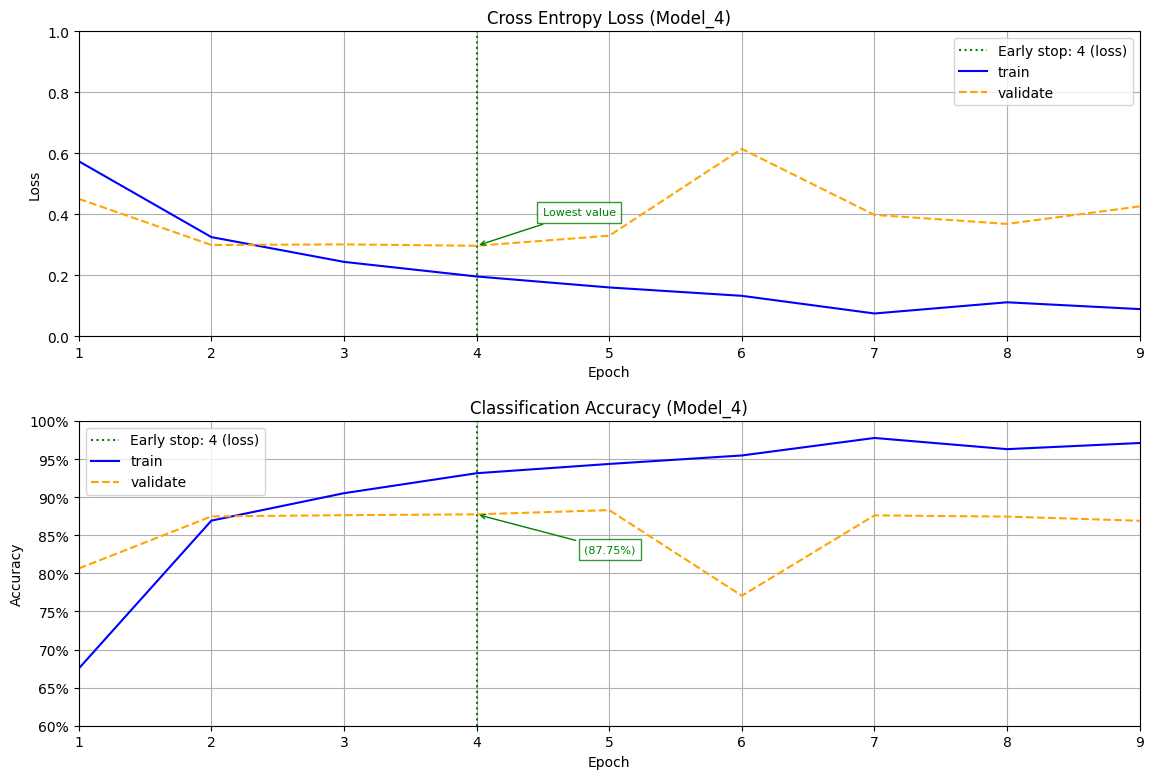 Cross Entropy Loss (Model_4)
1.0
0.8
0.6
0.4
0.2
0.0
Loss
Early stop: 4 (loss)
train
validate
Lowest value
1 2 3 4 5 6 7 8 9
Epoch
Classification Accuracy (Model_4)
100%
95%
90%
85%
80%
75%
70%
65%
60%
Accuracy
Early stop: 4 (loss)
train
validate
(87.75%)
1 2 3 4 5 6 7 8 9
Epoch